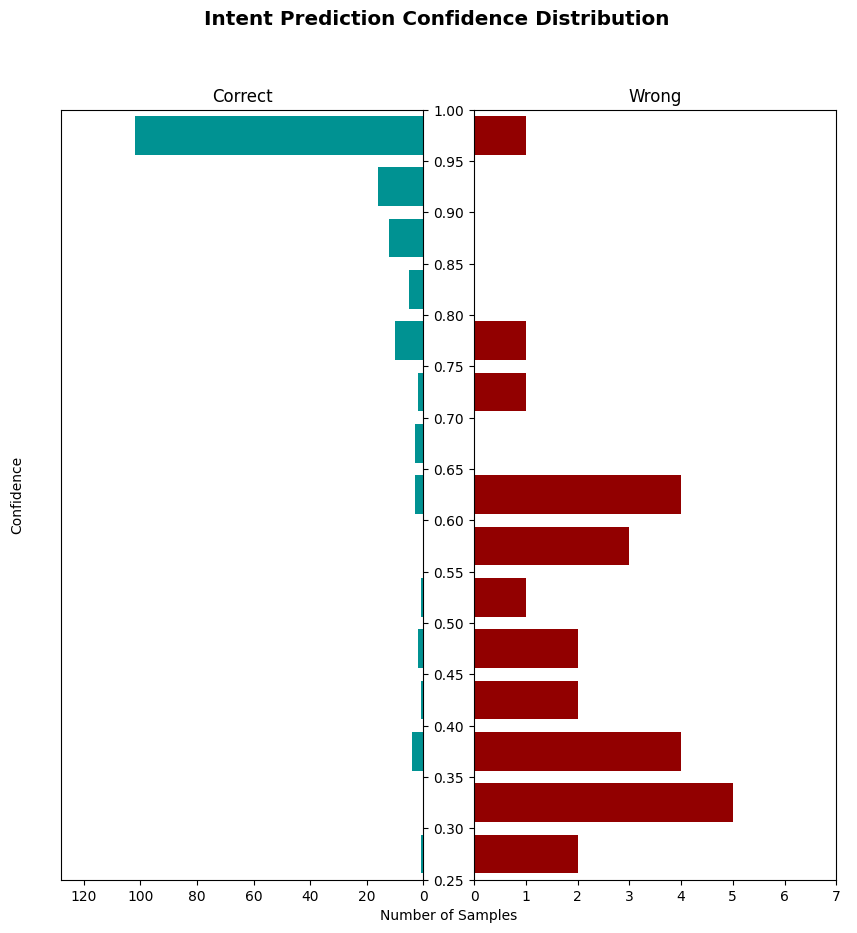 Intent Prediction Confidence Distribution
Correct
Wrong
1.00
0.95
0.90
0.85
0.80
0.75
0.70
0.65
0.60
0.55
0.50
0.45
0.40
0.35
0.30
0.25
Confidence
120 100 80 60 40 20 0
0 1 2 3 4 5 6 7
Number of Samples